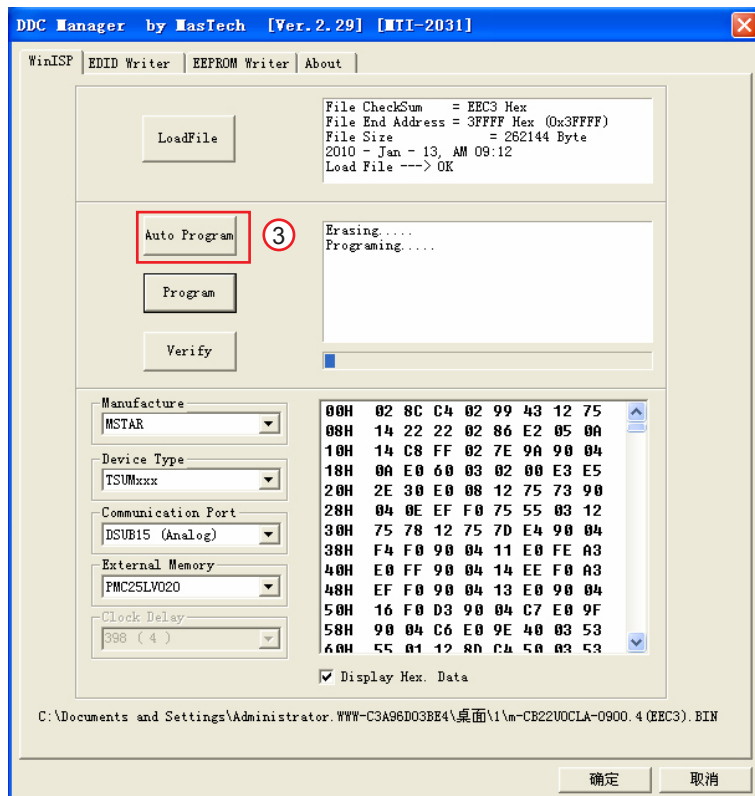 DDC Manager by MasTech [Ver.2.29] [MTI-2031]
WinISP EDID Writer EEPROM Writer About
LoadFile
File CheckSum = EEC3 Hex
File End Address = 3FFFF Hex (0x3FFFF)
File Size = 262144 Byte
2010 - Jan - 13, AM 09:12
Load File ---> OK
Auto Program
3
Program
Verify
Erasing.....
Programing.....
Manufacture
MSTAR
Device Type
TSUMxxx
Communication Port
DSUB15 (Analog)
External Memory
PMC25LV020
Clock Delay
398 ( 4 )
00H 02 8C C4 02 99 43 12 75
08H 14 22 22 02 86 E2 05 0A
10H 14 C8 FF 02 7E 9A 90 04
18H 0A E0 60 03 02 00 E3 E5
20H 2E 30 E0 08 12 75 73 90
28H 04 0E EF F0 75 55 03 12
30H 75 78 12 75 7D E4 90 04
38H F4 F0 90 04 11 E0 FE A3
40H E0 FF 90 04 14 EE F0 A3
48H EF F0 90 04 13 E0 90 04
50H 16 F0 D3 90 04 C7 E0 9F
58H 90 04 C6 E0 9E 40 03 53
60H 55 01 12 8D C4 50 03 53
Display Hex. Data
C:\Documents and Settings\Administrator.WWW-C3A96D03BE4\桌面\1\m-CB22UOCLA-0900.4(EEC3).BIN
确定 取消